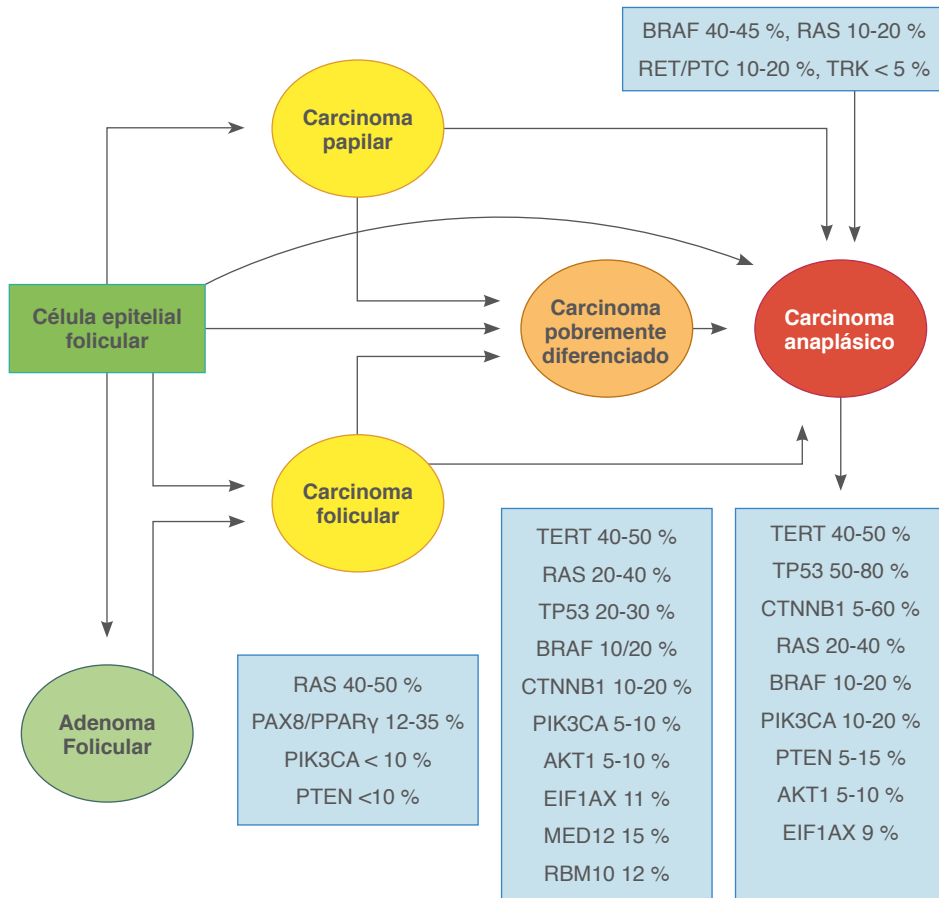 BRAF 40-45 %, RAS 10-20 %
RET/PTC 10-20 %, TRK < 5 %
Carcinoma
papilar
Célula epitelial
folicular
Carcinoma
pobremente
diferenciado
Carcinoma
anaplásico
Carcinoma
folicular
Adenoma
Folicular
RAS 40-50 %
PAX8/PPARγ 12-35 %
PIK3CA < 10 %
PTEN <10 %
TERT 40-50 %
RAS 20-40 %
TP53 20-30 %
BRAF 10/20 %
CTNNB1 10-20 %
PIK3CA 5-10 %
AKT1 5-10 %
EIF1AX 11 %
MED12 15 %
RBM10 12 %
TERT 40-50 %
TP53 50-80 %
CTNNB1 5-60 %
RAS 20-40 %
BRAF 10-20 %
PIK3CA 10-20 %
PTEN 5-15 %
AKT1 5-10 %
EIF1AX 9 %